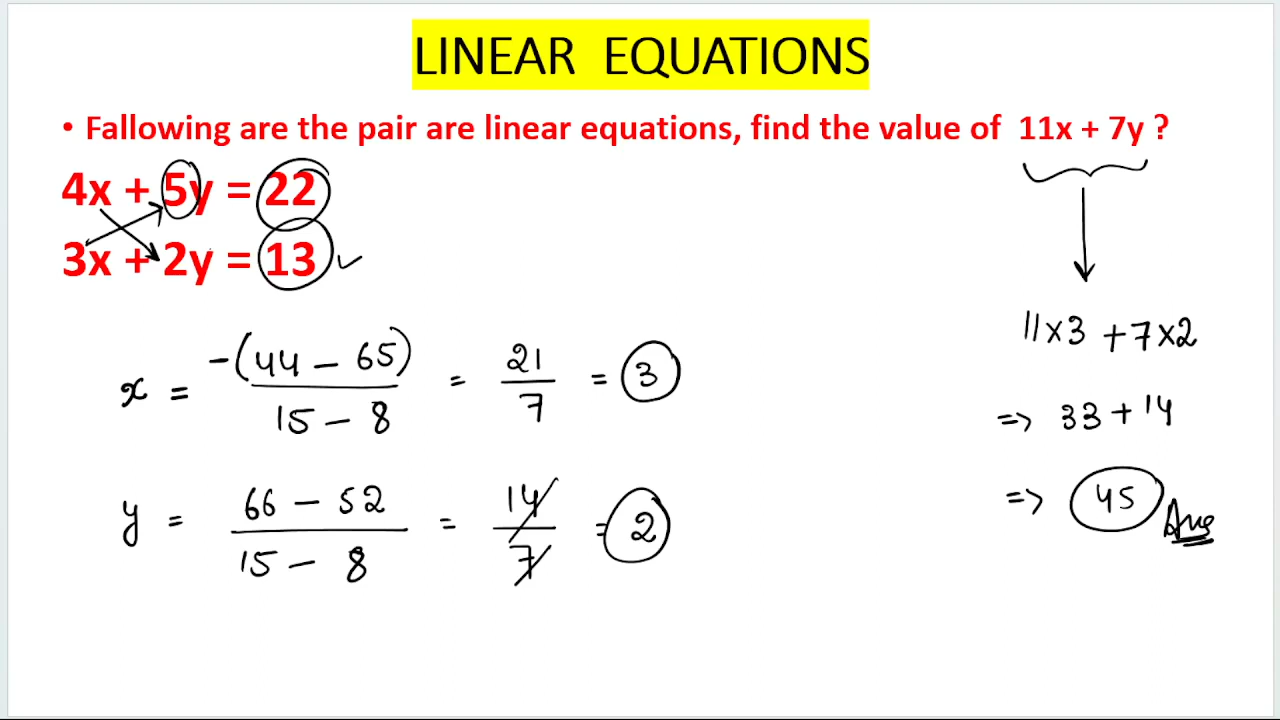 LINEAR EQUATIONS
• Fallowing are the pair are linear equations, find the value of 11x + 7y ?
4x + 5y = 22
3x + 2y = 13 ✓
x = -(44 - 65) / 15 - 8 = 21 / 7 = 3
y = 66 - 52 / 15 - 8 = 14 / 7 = 2
11x3 + 7x2
=> 33 + 14
=> 45 Ans